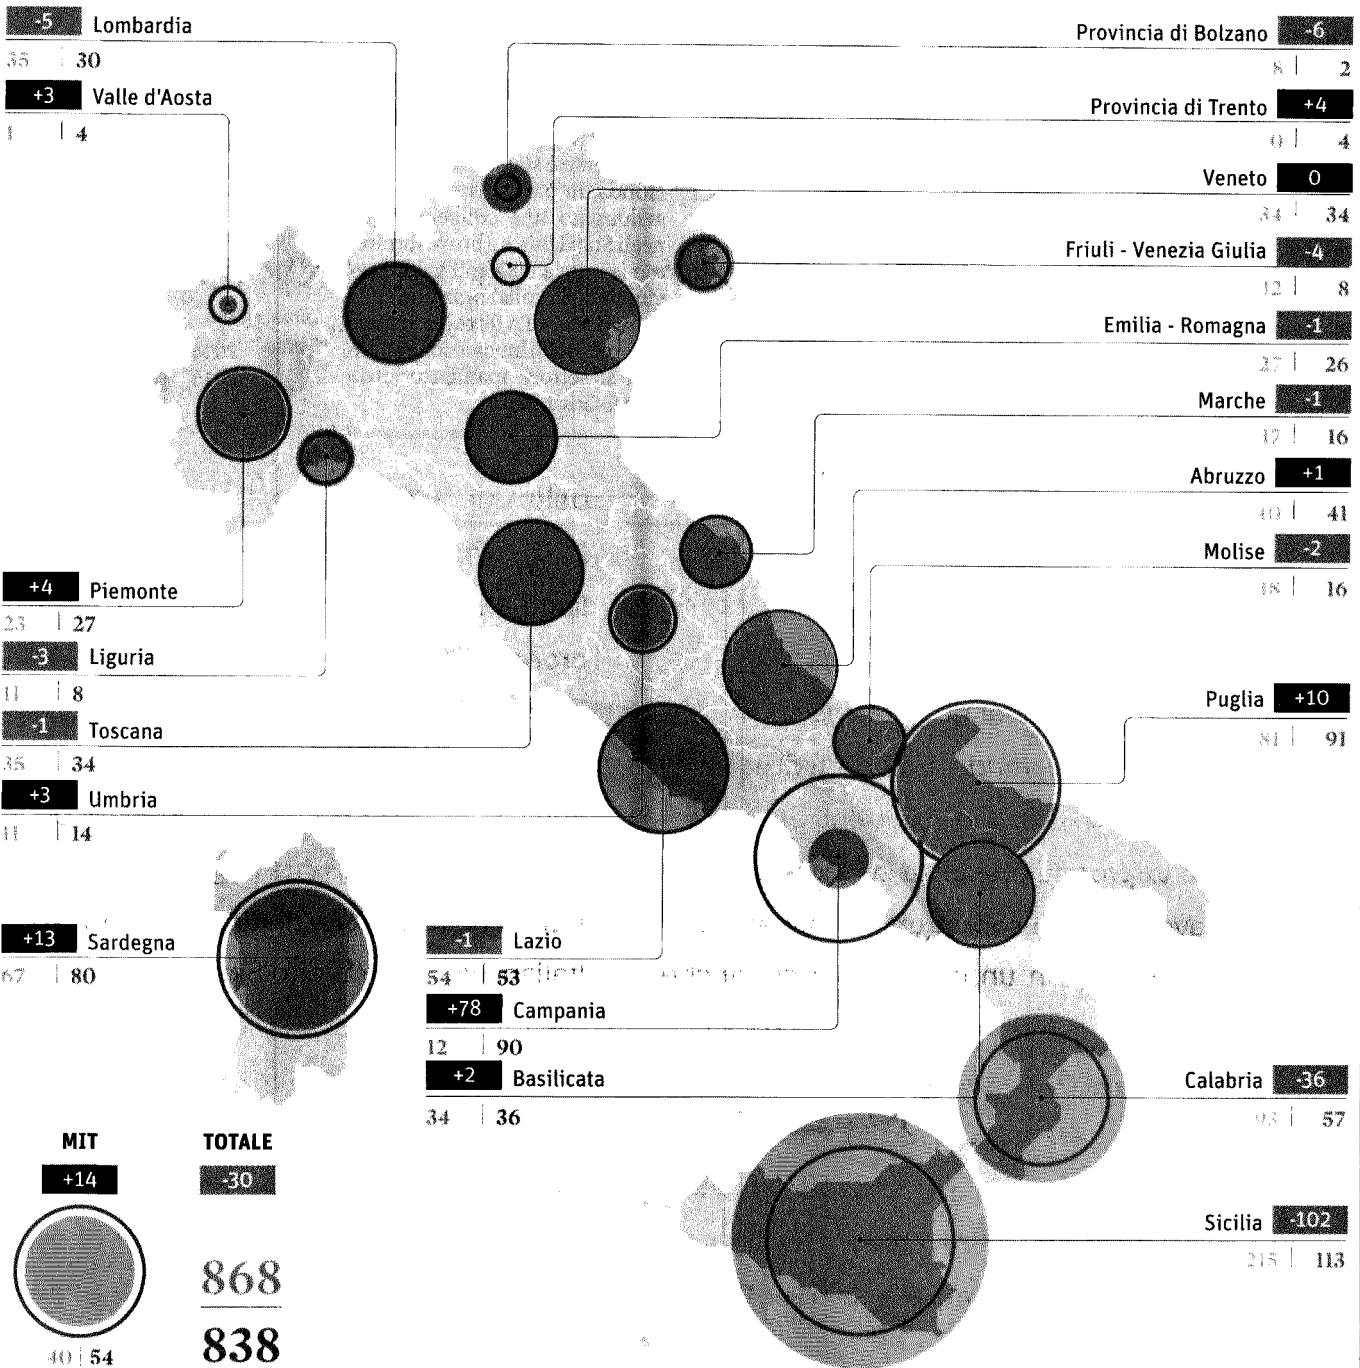 -5 Lombardia
35 | 30
+3 Valle d'Aosta
1 | 4
Provincia di Bolzano -6
8 | 2
Provincia di Trento +4
0 | 4
Veneto 0
34 | 34
Friuli - Venezia Giulia -4
12 | 8
Emilia - Romagna -1
27 | 26
Marche -1
17 | 16
Abruzzo +1
40 | 41
Molise -2
18 | 16
+4 Piemonte
23 | 27
-3 Liguria
11 | 8
-1 Toscana
35 | 34
+3 Umbria
11 | 14
Puglia +10
81 | 91
+13 Sardegna
67 | 80
-1 Lazio
54 | 53
+78 Campania
12 | 90
+2 Basilicata
34 | 36
Calabria -36
93 | 57
Sicilia -102
215 | 113
MIT
+14
40 | 54
TOTALE
-30
868
838